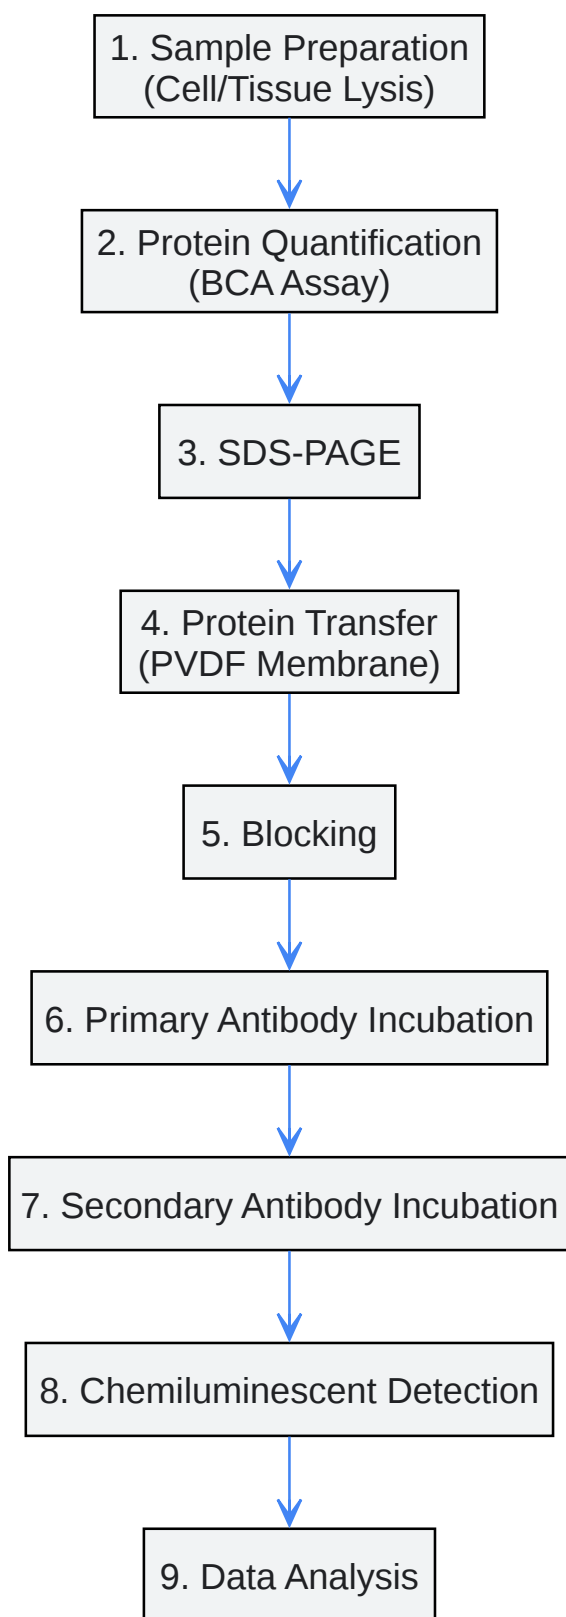 1. Sample Preparation
(Cell/Tissue Lysis)
2. Protein Quantification
(BCA Assay)
3. SDS-PAGE
4. Protein Transfer
(PVDF Membrane)
5. Blocking
6. Primary Antibody Incubation
7. Secondary Antibody Incubation
8. Chemiluminescent Detection
9. Data Analysis